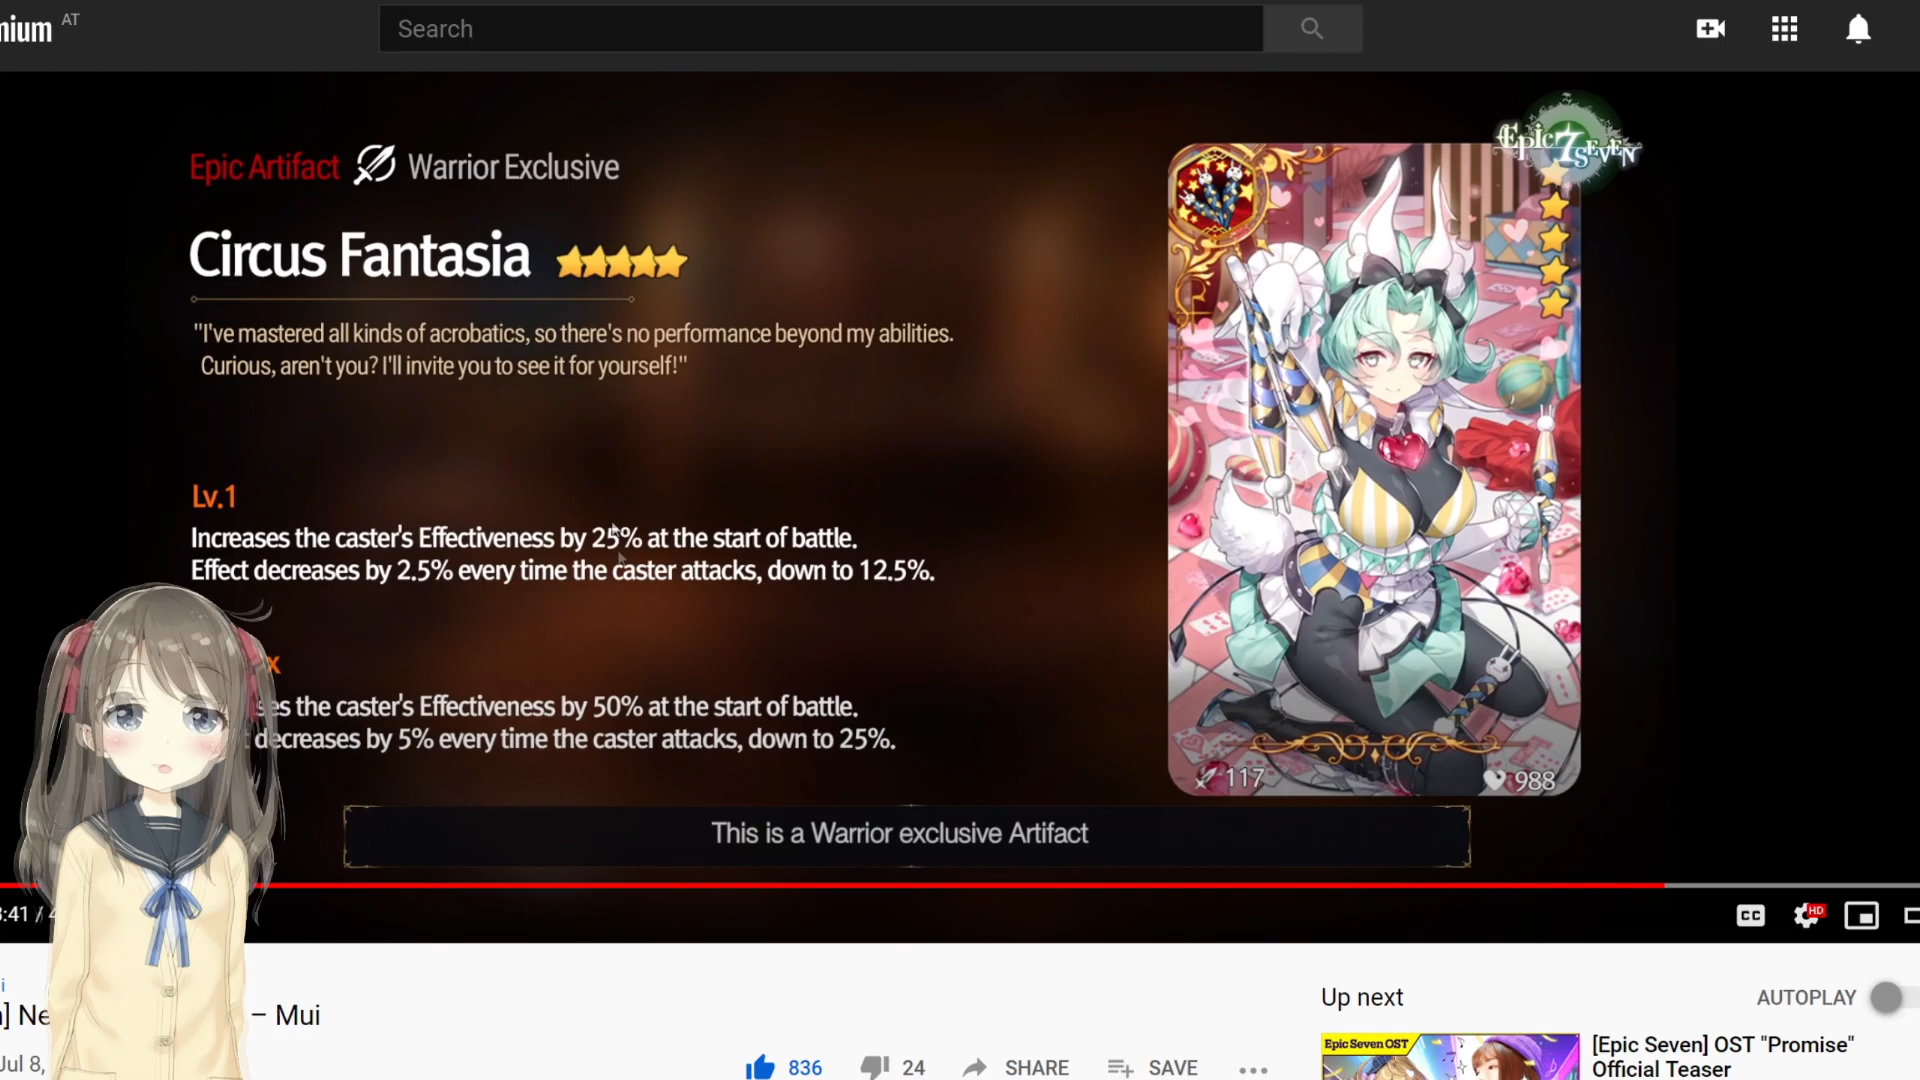 AT
Search
Epic Artifact Warrior Exclusive
Epic7
SEVEN
Circus Fantasia
"I've mastered all kinds of acrobatics, so there's no performance beyond my abilities.
Curious, aren't you? I'll invite you to see it for yourself!"
Lv.1
Increases the caster's Effectiveness by 25% at the start of battle.
Effect decreases by 2.5% every time the caster attacks, down to 12.5%.
the caster's Effectiveness by 50% at the start of battle.
decreases by 5% every time the caster attacks, down to 25%.
117 988
This is a Warrior exclusive Artifact
:41 /
CC HD
– Mui
Jul 8,
836 24 SHARE SAVE
Up next AUTOPLAY
Epic Seven OST
[Epic Seven] OST "Promise"
Official Teaser